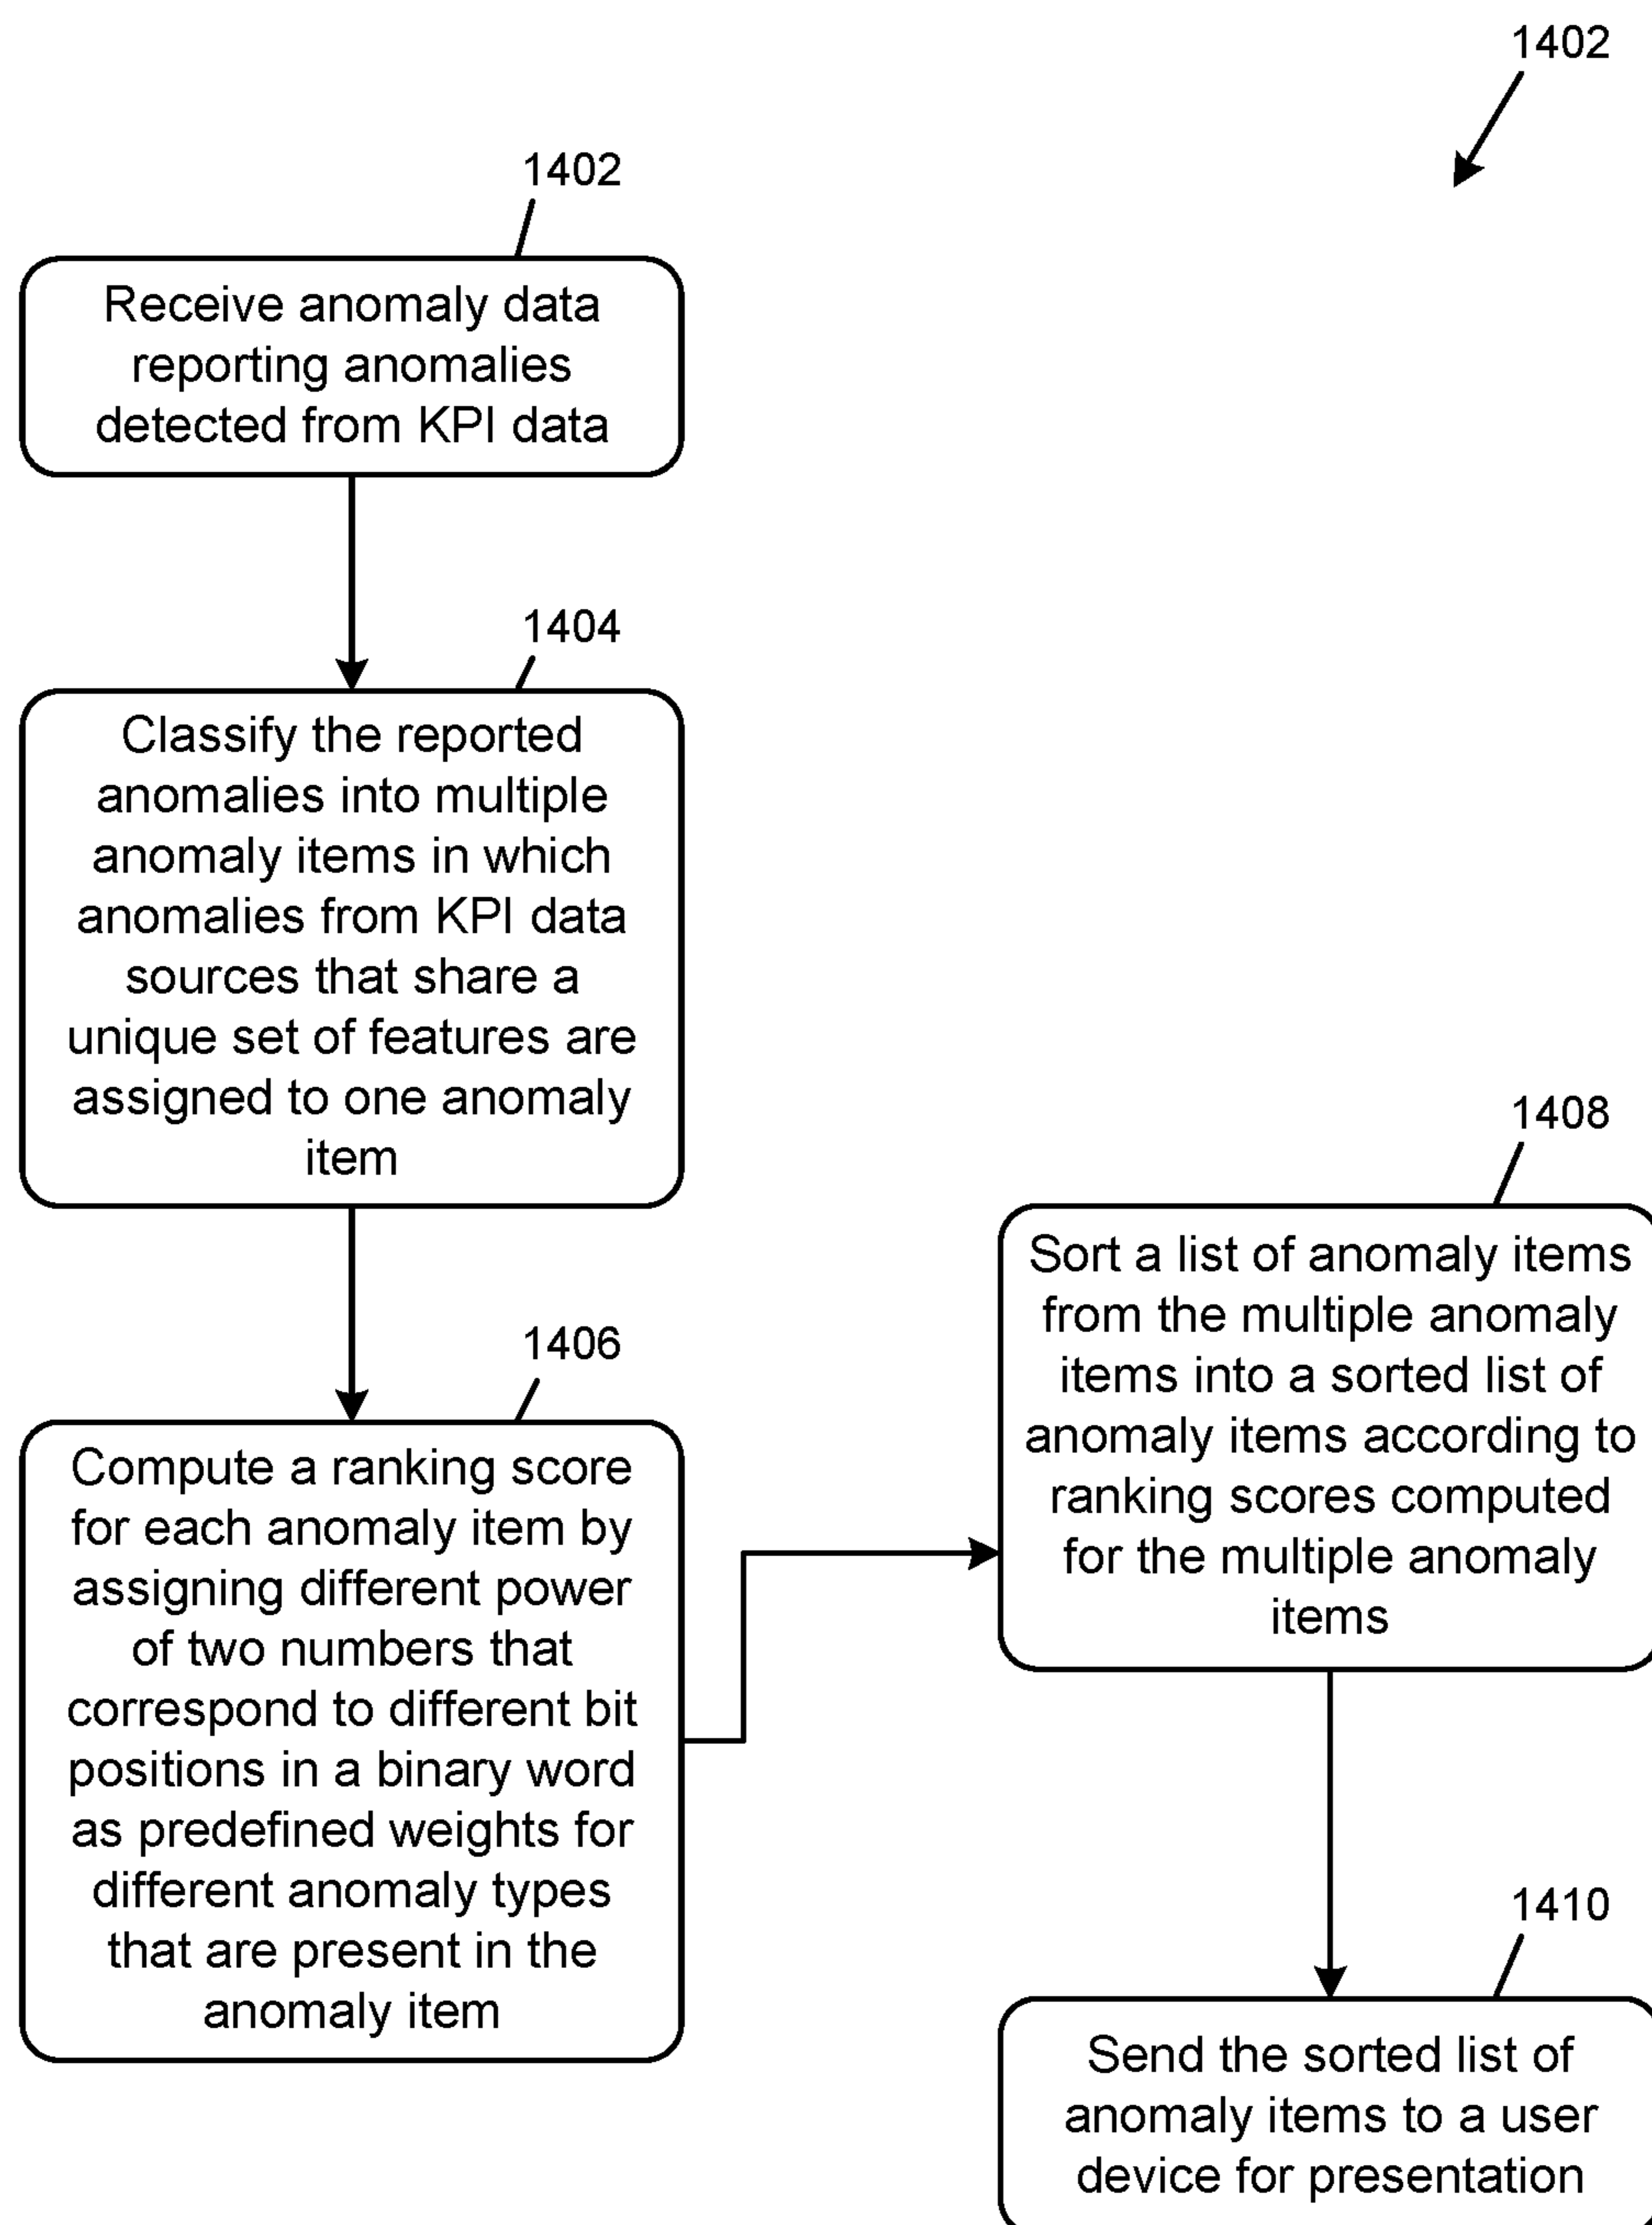 1402
1402
Receive anomaly data
reporting anomalies
detected from KPI data
1404
Classify the reported
anomalies into multiple
anomaly items in which
anomalies from KPI data
sources that share a
unique set of features are
assigned to one anomaly
item
1406
Compute a ranking score
for each anomaly item by
assigning different power
of two numbers that
correspond to different bit
positions in a binary word
as predefined weights for
different anomaly types
that are present in the
anomaly item
1408
Sort a list of anomaly items
from the multiple anomaly
items into a sorted list of
anomaly items according to
ranking scores computed
for the multiple anomaly
items
1410
Send the sorted list of
anomaly items to a user
device for presentation